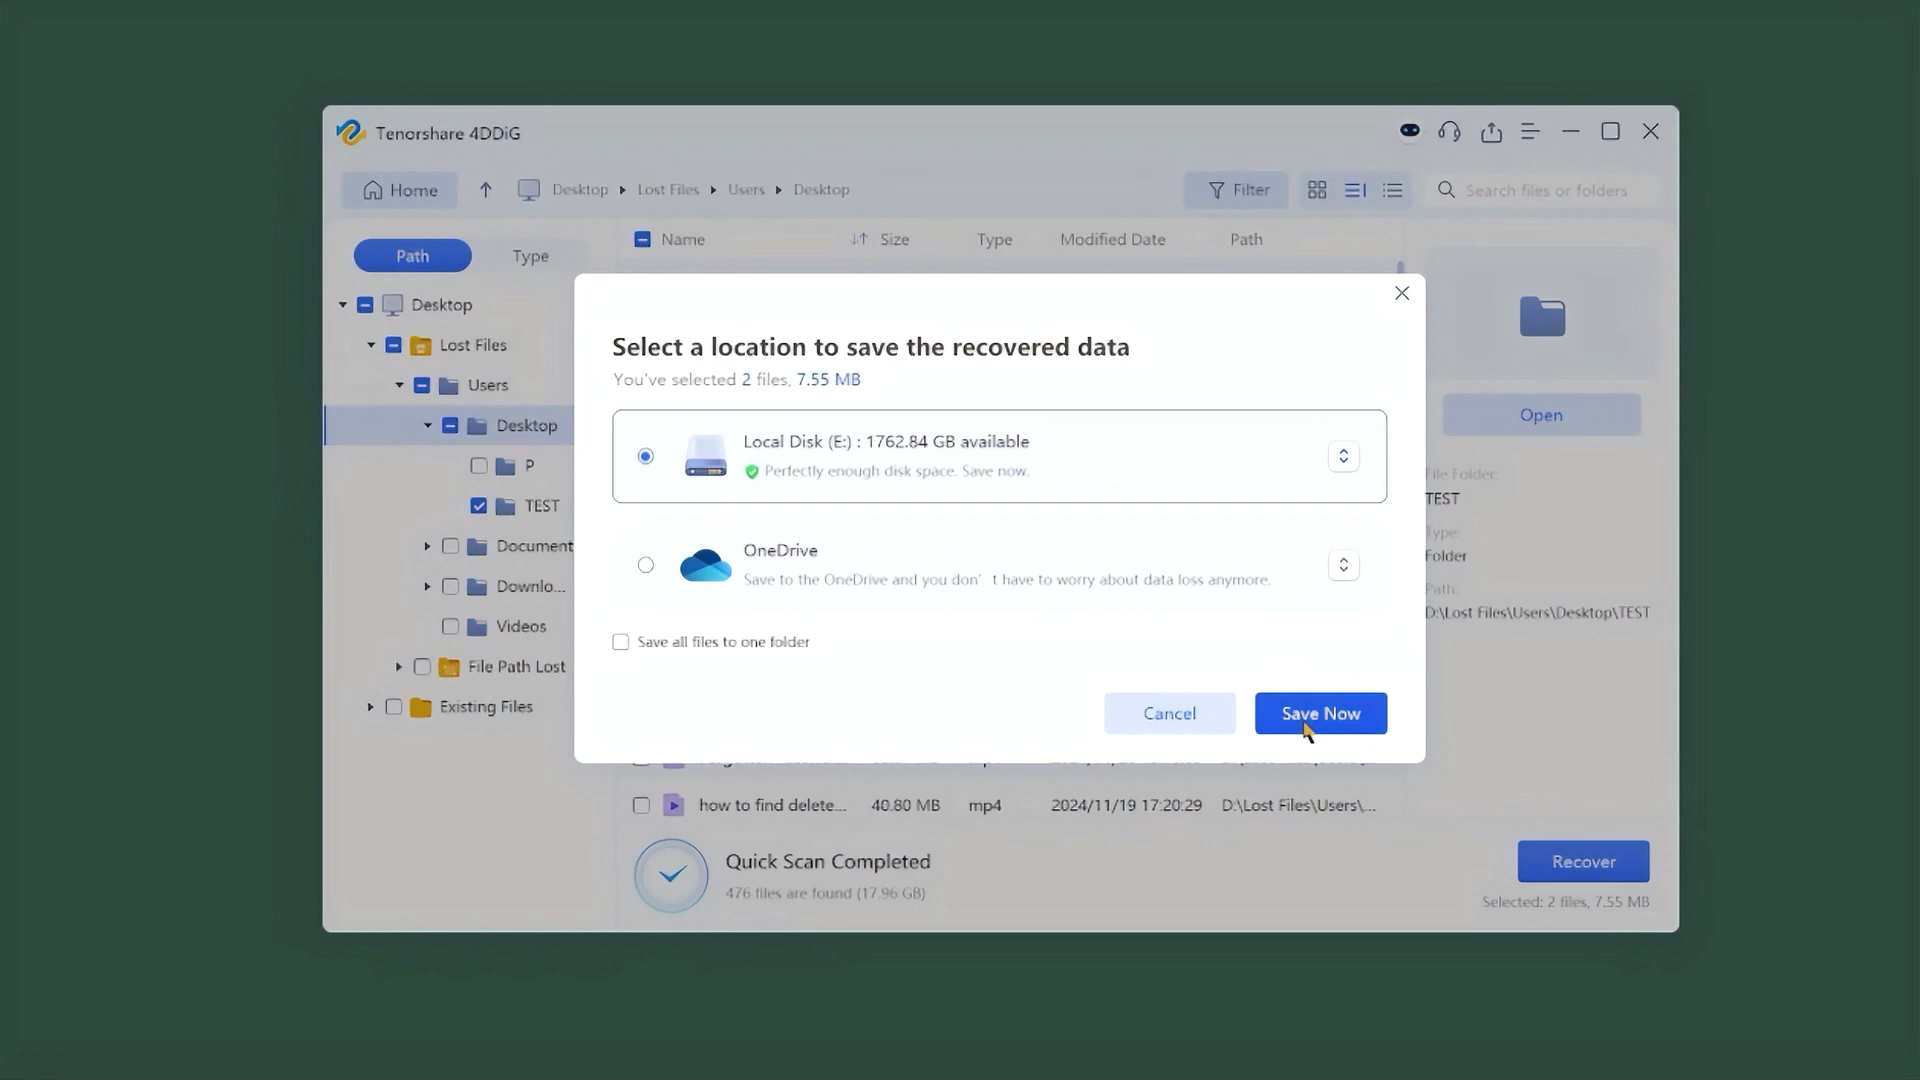 Tenorshare 4DDiG
Home
Desktop
Lost Files
Users
Desktop
Filter
Search files or folders
Path
Type
Name
Size
Type
Modified Date
Path
Desktop
Lost Files
Users
Desktop
P
TEST
Document
Downlo...
Videos
File Path Lost
Existing Files
Select a location to save the recovered data
You've selected 2 files, 7.55 MB
Local Disk (E:) : 1762.84 GB available
Perfectly enough disk space. Save now.
OneDrive
Save to the OneDrive and you don' t have to worry about data loss anymore.
Save all files to one folder
Cancel
Save Now
Open
File Folder:
TEST
Type:
Folder
Path:
D:\Lost Files\Users\Desktop\TEST
how to find delete... 40.80 MB mp4 2024/11/19 17:20:29 D:\Lost Files\Users\...
Quick Scan Completed
476 files are found (17.96 GB)
Recover
Selected: 2 files, 7.55 MB